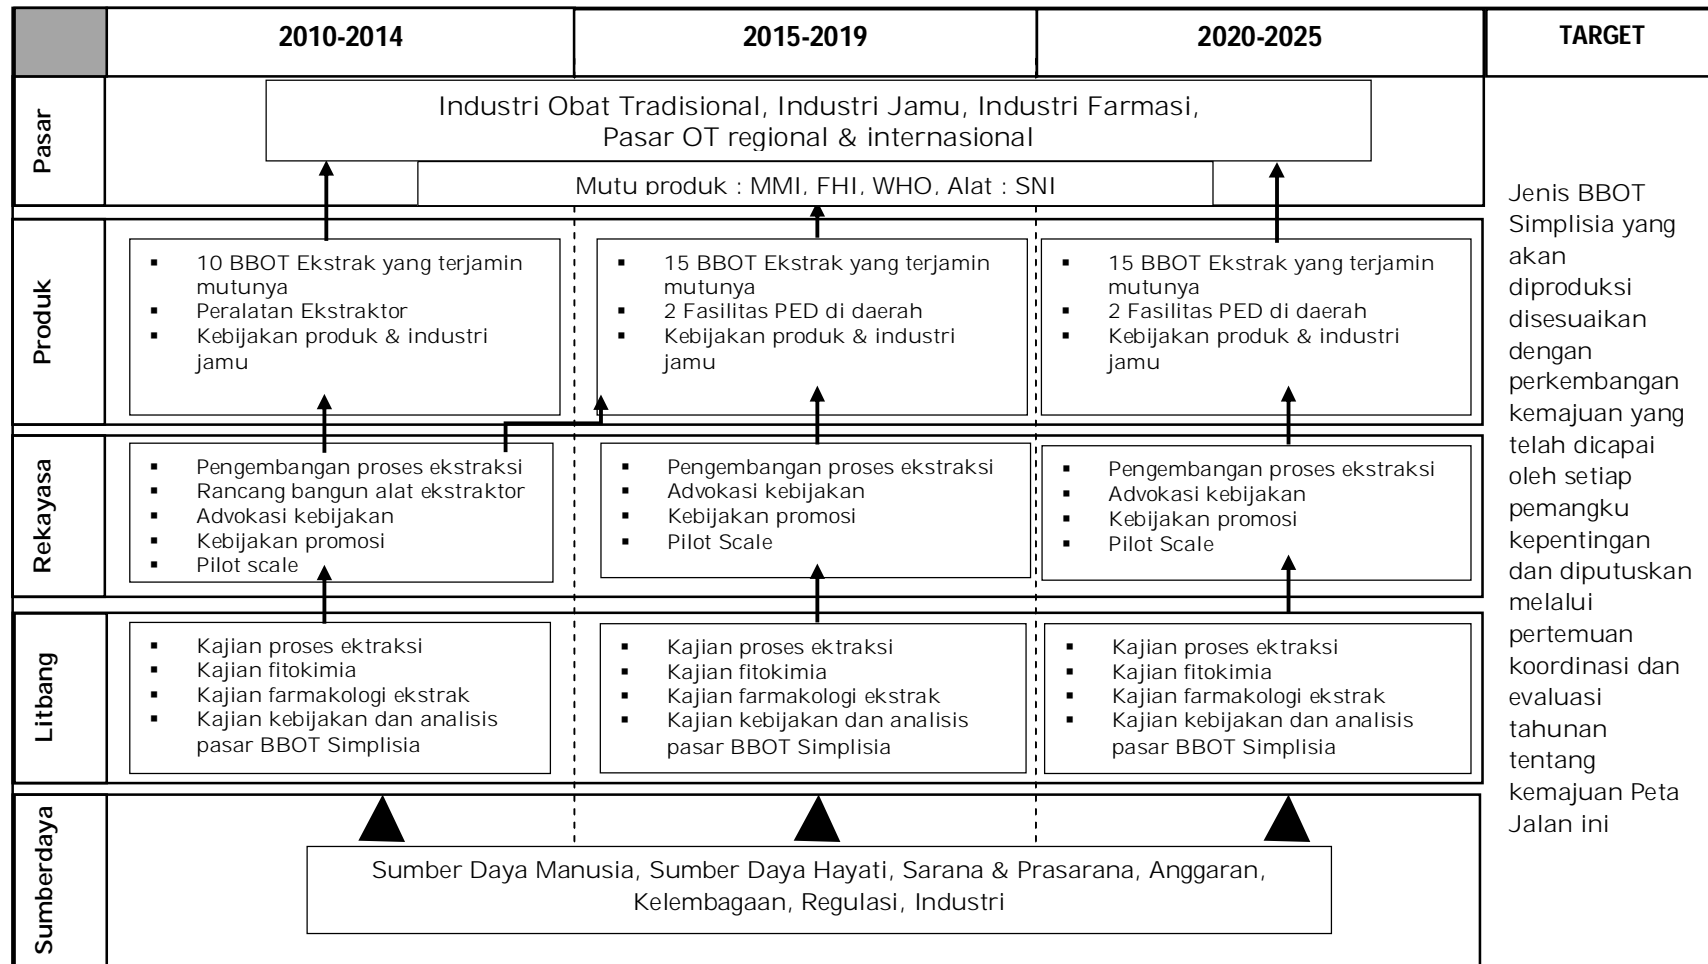 2010-2014
2015-2019
2020-2025
TARGET
Pasar
Industri Obat Tradisional, Industri Jamu, Industri Farmasi,
Pasar OT regional & internasional
Mutu produk : MMI, FHI, WHO, Alat : SNI
Produk
▪ 10 BBOT Ekstrak yang terjamin
mutunya
▪ Peralatan Ekstraktor
▪ Kebijakan produk & industri
jamu
▪ 15 BBOT Ekstrak yang terjamin
mutunya
▪ 2 Fasilitas PED di daerah
▪ Kebijakan produk & industri
jamu
▪ 15 BBOT Ekstrak yang terjamin
mutunya
▪ 2 Fasilitas PED di daerah
▪ Kebijakan produk & industri
jamu
Rekayasa
▪ Pengembangan proses ekstraksi
▪ Rancang bangun alat ekstraktor
▪ Advokasi kebijakan
▪ Kebijakan promosi
▪ Pilot scale
▪ Pengembangan proses ekstraksi
▪ Advokasi kebijakan
▪ Kebijakan promosi
▪ Pilot Scale
▪ Pengembangan proses ekstraksi
▪ Advokasi kebijakan
▪ Kebijakan promosi
▪ Pilot Scale
Litbang
▪ Kajian proses ektraksi
▪ Kajian fitokimia
▪ Kajian farmakologi ekstrak
▪ Kajian kebijakan dan analisis
pasar BBOT Simplisia
▪ Kajian proses ektraksi
▪ Kajian fitokimia
▪ Kajian farmakologi ekstrak
▪ Kajian kebijakan dan analisis
pasar BBOT Simplisia
▪ Kajian proses ektraksi
▪ Kajian fitokimia
▪ Kajian farmakologi ekstrak
▪ Kajian kebijakan dan analisis
pasar BBOT Simplisia
Sumberdaya
Sumber Daya Manusia, Sumber Daya Hayati, Sarana & Prasarana, Anggaran,
Kelembagaan, Regulasi, Industri
Jenis BBOT
Simplisia yang
akan
diproduksi
disesuaikan
dengan
perkembangan
kemajuan yang
telah dicapai
oleh setiap
pemangku
kepentingan
dan diputuskan
melalui
pertemuan
koordinasi dan
evaluasi
tahunan
tentang
kemajuan Peta
Jalan ini